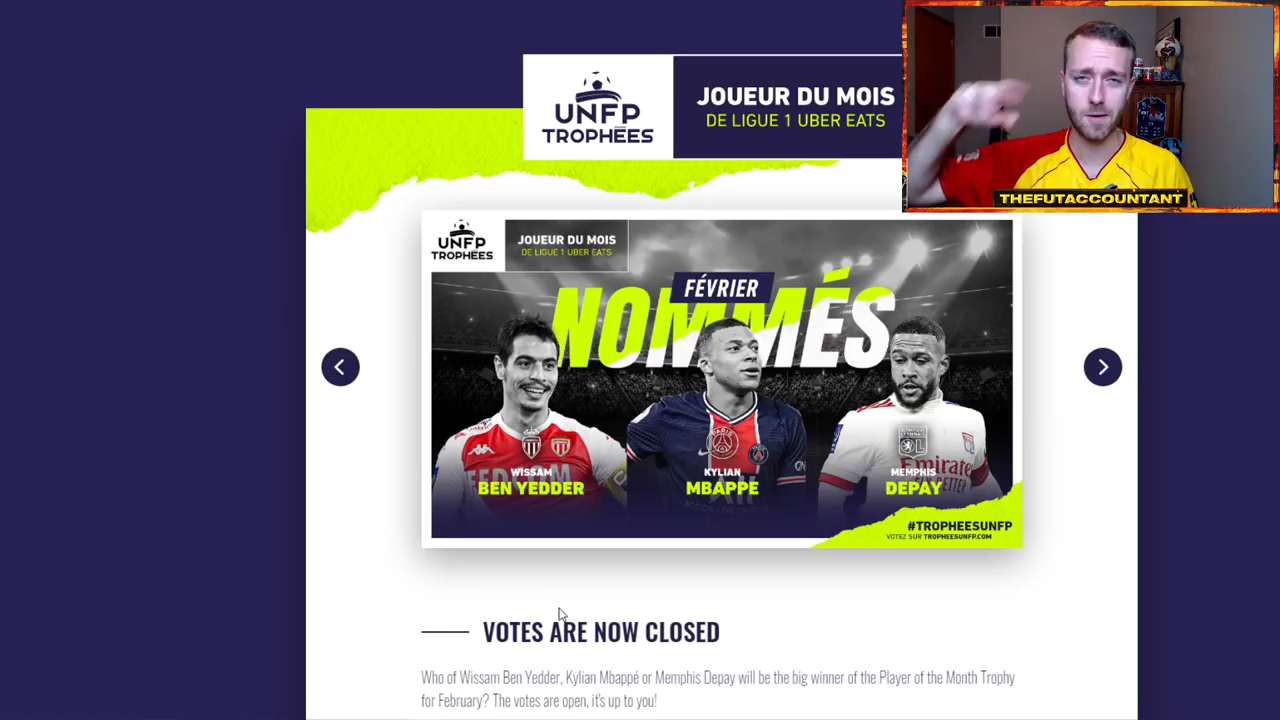 UNFP
TROPHÉES
JOUEUR DU MOIS
DE LIGUE 1 UBER EATS
THEFUTACCOUNTANT
UNFP
TROPHÉES
JOUEUR DU MOIS
DE LIGUE 1 UBER EATS
FÉVRIER
NOMMÉS
WISSAM
BEN YEDDER
KYLIAN
MBAPPE
MEMPHIS
DEPAY
#TROPHEESUNFP
VOTEZ SUR TROPHEESUNFP.COM
VOTES ARE NOW CLOSED
Who of Wissam Ben Yedder, Kylian Mbappé or Memphis Depay will be the big winner of the Player of the Month Trophy
for February? The votes are open, it's up to you!